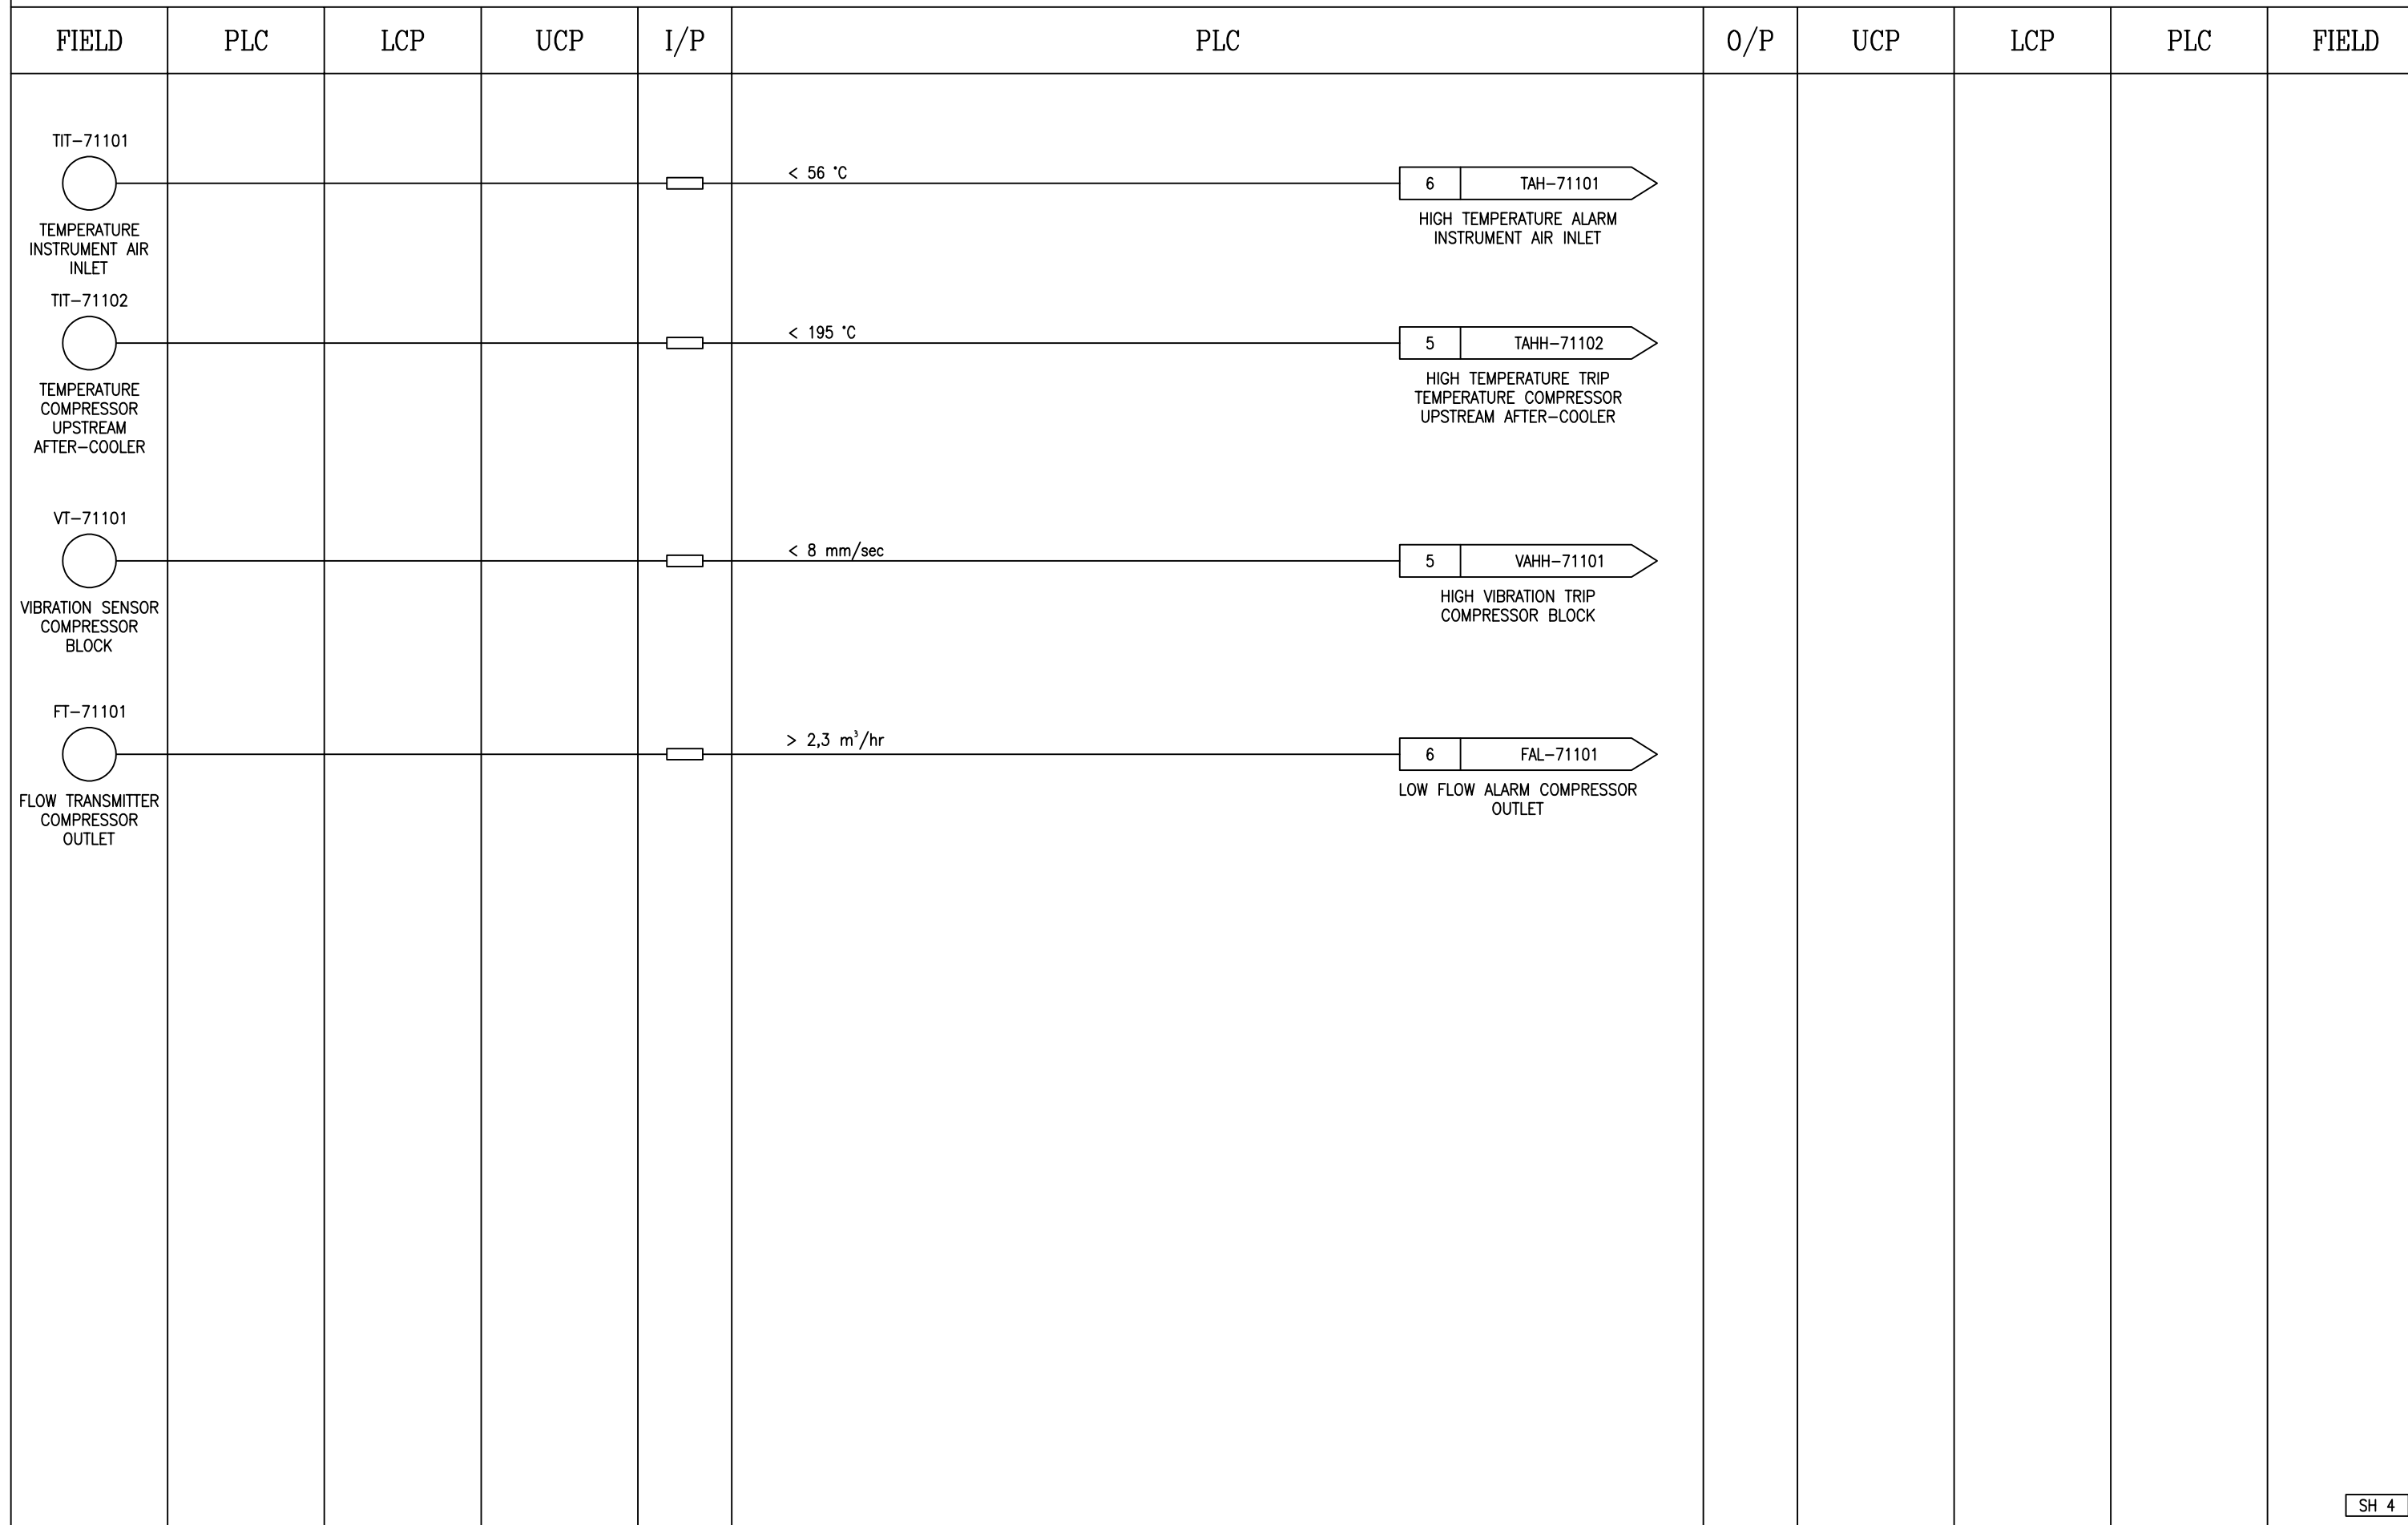 FIELD
PLC
LCP
UCP
I/P
PLC
O/P
UCP
LCP
PLC
FIELD
TIT-71101
TEMPERATURE
INSTRUMENT AIR
INLET
< 56 °C
6
TAH-71101
HIGH TEMPERATURE ALARM
INSTRUMENT AIR INLET
TIT-71102
TEMPERATURE
COMPRESSOR
UPSTREAM
AFTER-COOLER
< 195 °C
5
TAHH-71102
HIGH TEMPERATURE TRIP
TEMPERATURE COMPRESSOR
UPSTREAM AFTER-COOLER
VT-71101
VIBRATION SENSOR
COMPRESSOR
BLOCK
< 8 mm/sec
5
VAHH-71101
HIGH VIBRATION TRIP
COMPRESSOR BLOCK
FT-71101
FLOW TRANSMITTER
COMPRESSOR
OUTLET
> 2,3 m³/hr
6
FAL-71101
LOW FLOW ALARM COMPRESSOR
OUTLET
SH 4